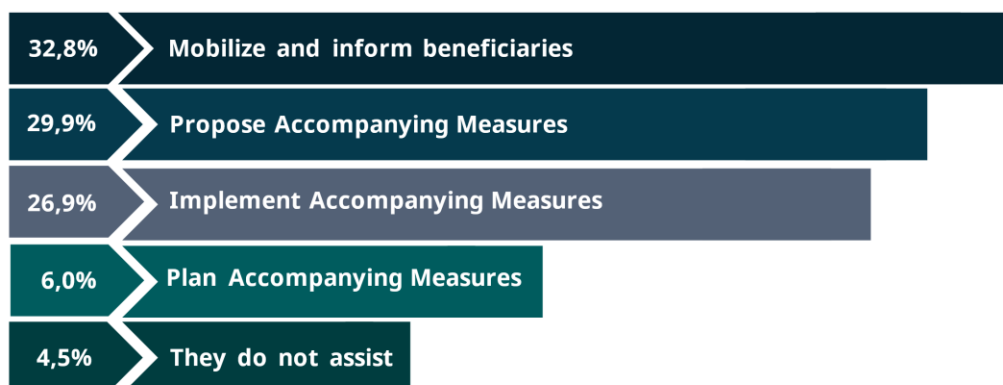 32,8% Mobilize and inform beneficiaries
29,9% Propose Accompanying Measures
26,9% Implement Accompanying Measures
6,0% Plan Accompanying Measures
4,5% They do not assist